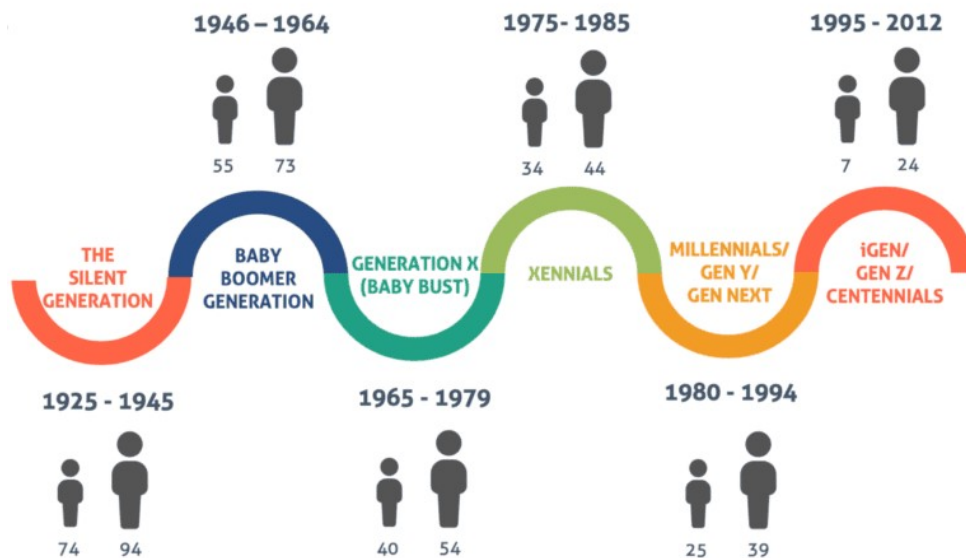 1946 – 1964
1975 - 1985
1995 - 2012
55 73
34 44
7 24
THE
SILENT
GENERATION
BABY
BOOMER
GENERATION
GENERATION X
(BABY BUST)
XENNIALS
MILLENNIALS/
GEN Y/
GEN NEXT
iGEN/
GEN Z/
CENTENNIALS
1925 - 1945
1965 - 1979
1980 - 1994
74 94
40 54
25 39